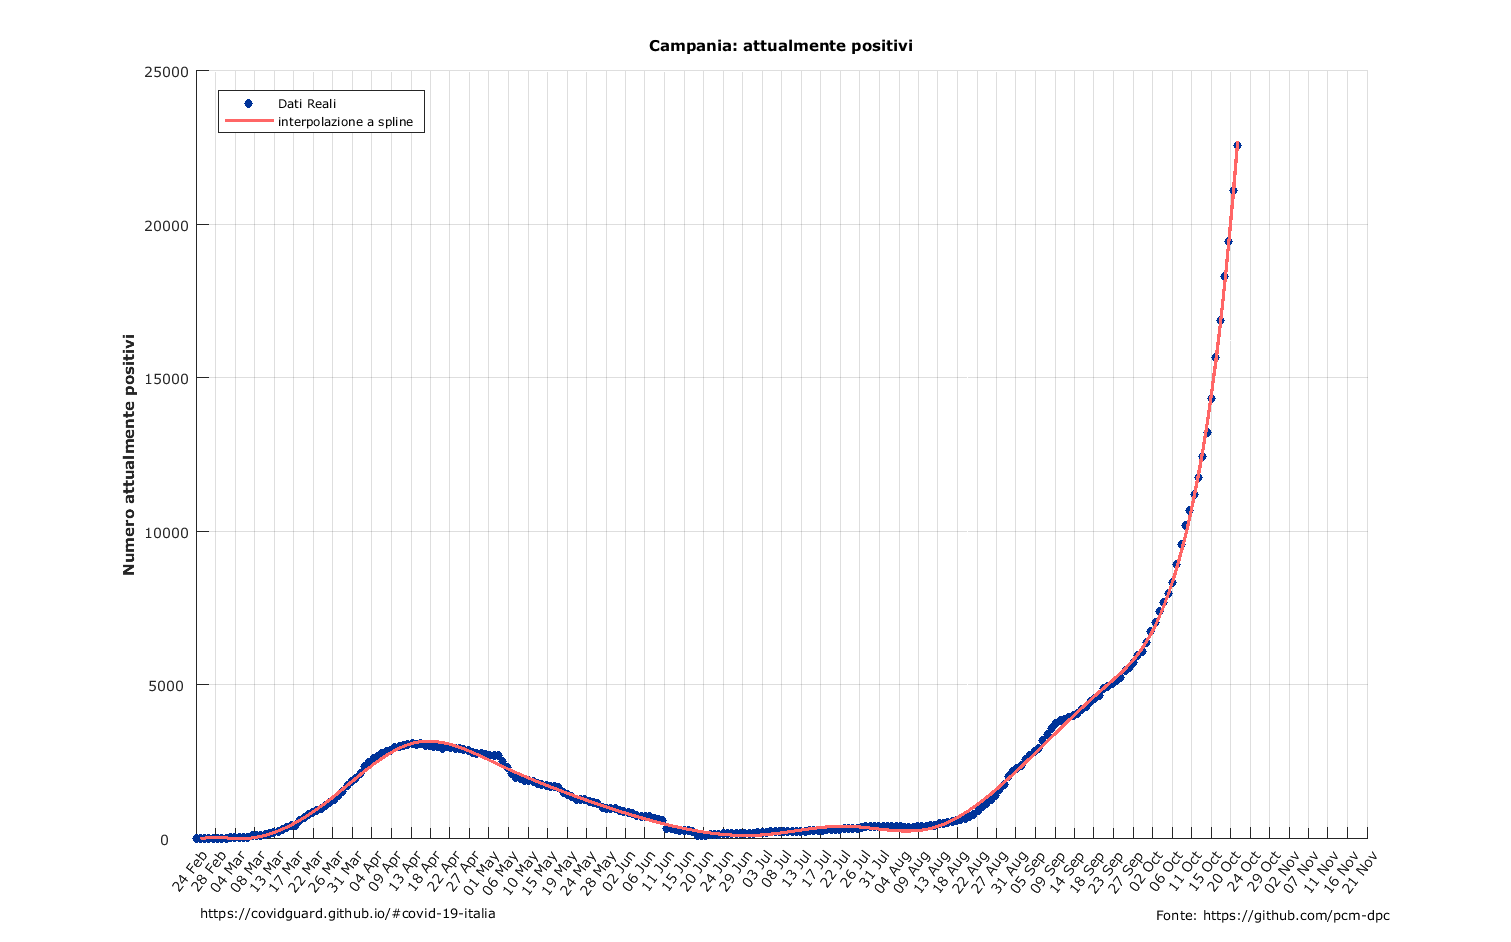 Campania: attualmente positivi
25000
20000
15000
10000
5000
0
Numero attualmente positivi
Dati Reali
interpolazione a spline
24 Feb
28 Feb
04 Mar
08 Mar
13 Mar
17 Mar
22 Mar
26 Mar
31 Mar
04 Apr
09 Apr
13 Apr
18 Apr
22 Apr
27 Apr
01 May
06 May
10 May
15 May
19 May
24 May
28 May
02 Jun
06 Jun
11 Jun
15 Jun
20 Jun
24 Jun
29 Jun
03 Jul
08 Jul
13 Jul
17 Jul
22 Jul
26 Jul
31 Jul
04 Aug
09 Aug
13 Aug
18 Aug
22 Aug
27 Aug
31 Aug
05 Sep
09 Sep
14 Sep
18 Sep
23 Sep
27 Sep
02 Oct
06 Oct
11 Oct
15 Oct
20 Oct
24 Oct
29 Oct
02 Nov
07 Nov
11 Nov
16 Nov
21 Nov
https://covidguard.github.io/#covid-19-italia
Fonte: https://github.com/pcm-dpc